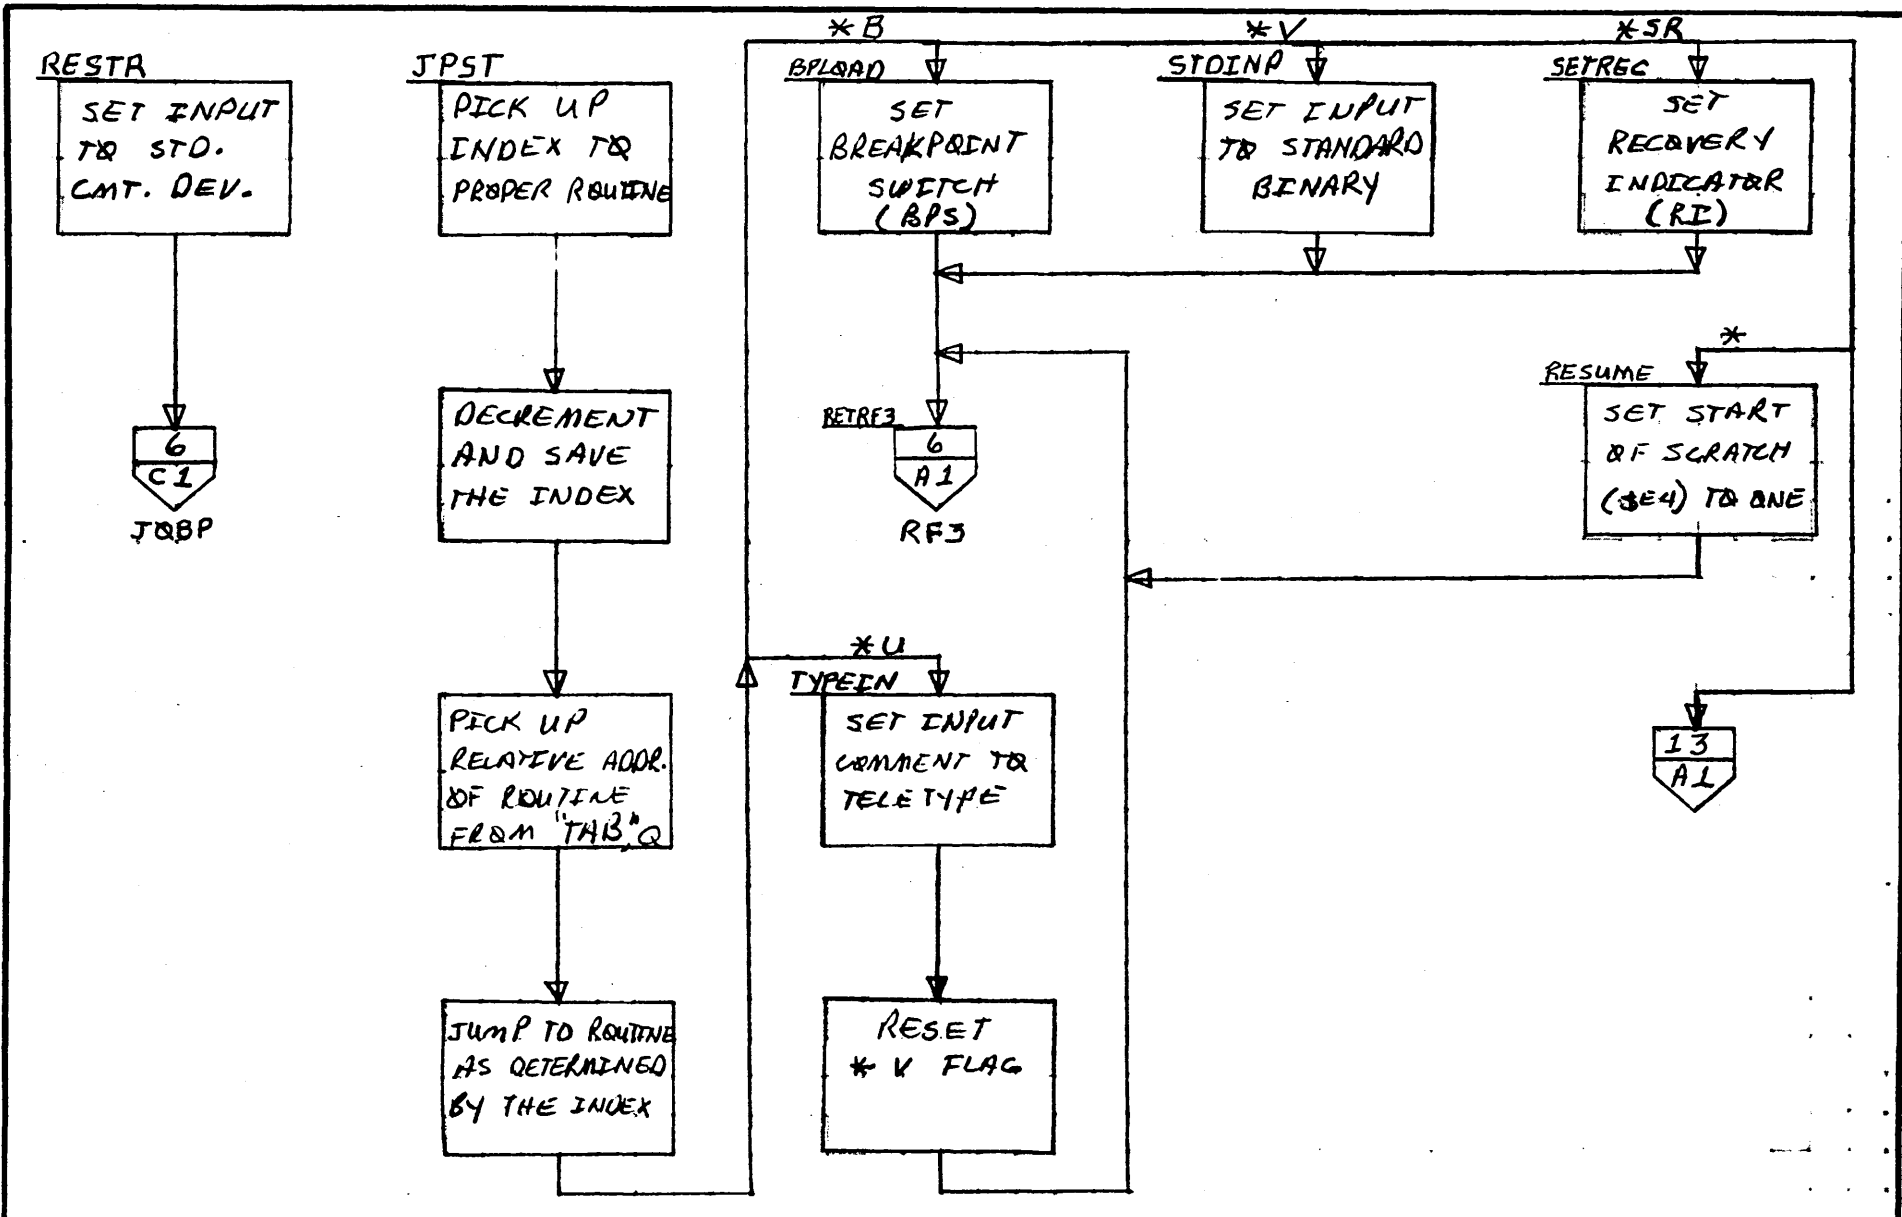 RESTR
SET INPUT
TO STD.
CMT. DEV.
6
C1
JOBP
JPST
PICK UP
INDEX TO
PROPER ROUTINE
DECREMENT
AND SAVE
THE INDEX
PICK UP
RELATIVE ADDR.
OF ROUTINE
FROM "TAB",Q
JUMP TO ROUTINE
AS DETERMINED
BY THE INDEX
*B
BPLOAD
SET
BREAKPOINT
SWITCH
(BPS)
RETRF3
6
A1
RF3
*U
TYPEIN
SET INPUT
COMMENT TO
TELETYPE
RESET
* V FLAG
*V
STDINP
SET INPUT
TO STANDARD
BINARY
*SR
SETREC
SET
RECOVERY
INDICATOR
(RI)
*
RESUME
SET START
OF SCRATCH
($E4) TO ONE
13
A1